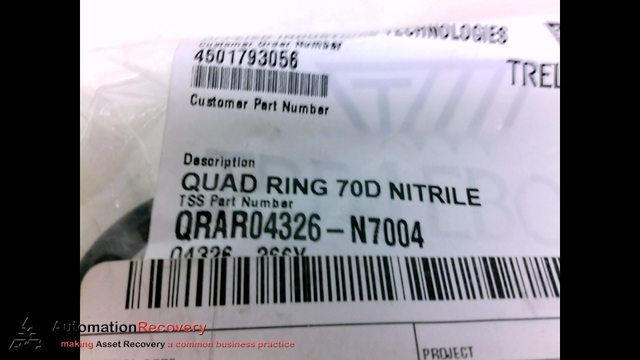 TECHNOLOGIES
Customer Order Number
4501793056
Customer Part Number
Description
QUAD RING 70D NITRILE
TSS Part Number
QRAR04326-N7004
PROJECT
AutomationRecovery
making Asset Recovery a common business practice